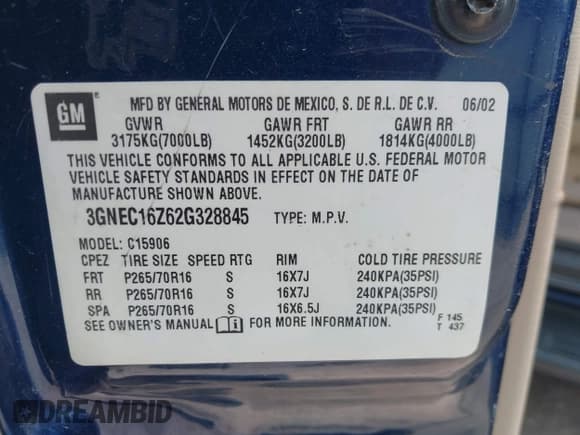 GM ®
MFD BY GENERAL MOTORS DE MEXICO, S. DE R.L. DE C.V. 06/02
GVWR GAWR FRT GAWR RR
3175KG(7000LB) 1452KG(3200LB) 1814KG(4000LB)
THIS VEHICLE CONFORMS TO ALL APPLICABLE U.S. FEDERAL MOTOR
VEHICLE SAFETY STANDARDS IN EFFECT ON THE DATE OF
MANUFACTURE SHOWN ABOVE.
3GNEC16Z62G328845 TYPE: M.P.V.
MODEL: C15906
CPEZ TIRE SIZE SPEED RTG RIM COLD TIRE PRESSURE
FRT P265/70R16 S 16X7J 240KPA(35PSI)
RR P265/70R16 S 16X7J 240KPA(35PSI)
SPA P265/70R16 S 16X6.5J 240KPA(35PSI)
SEE OWNER'S MANUAL FOR MORE INFORMATION. F 145
T 437
DREAMBID